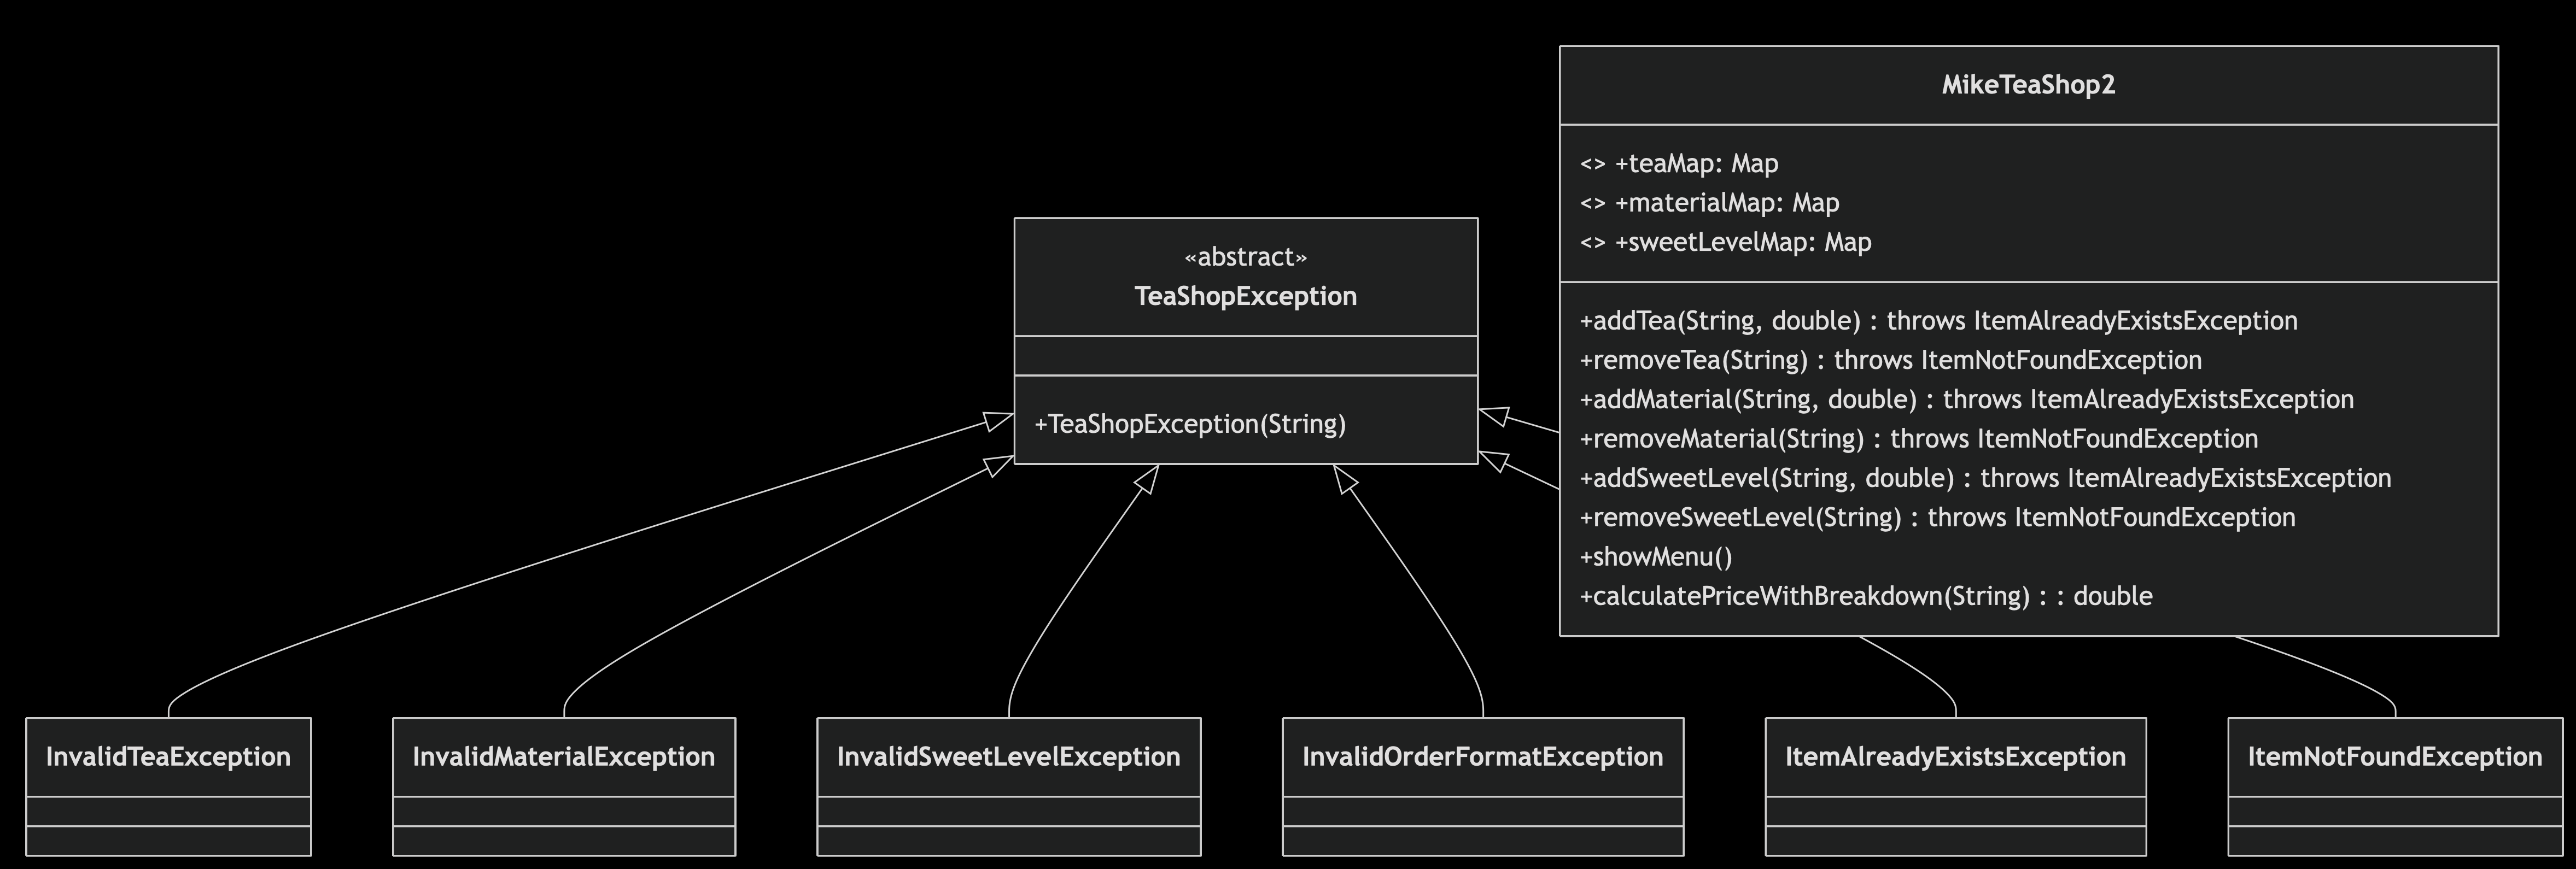 MikeTeaShop2
<> +teaMap: Map
<> +materialMap: Map
<> +sweetLevelMap: Map
+addTea(String, double) : throws ItemAlreadyExistsException
+removeTea(String) : throws ItemNotFoundException
+addMaterial(String, double) : throws ItemAlreadyExistsException
+removeMaterial(String) : throws ItemNotFoundException
+addSweetLevel(String, double) : throws ItemAlreadyExistsException
+removeSweetLevel(String) : throws ItemNotFoundException
+showMenu()
+calculatePriceWithBreakdown(String) : : double
«abstract»
TeaShopException
+TeaShopException(String)
InvalidTeaException
InvalidMaterialException
InvalidSweetLevelException
InvalidOrderFormatException
ItemAlreadyExistsException
ItemNotFoundException